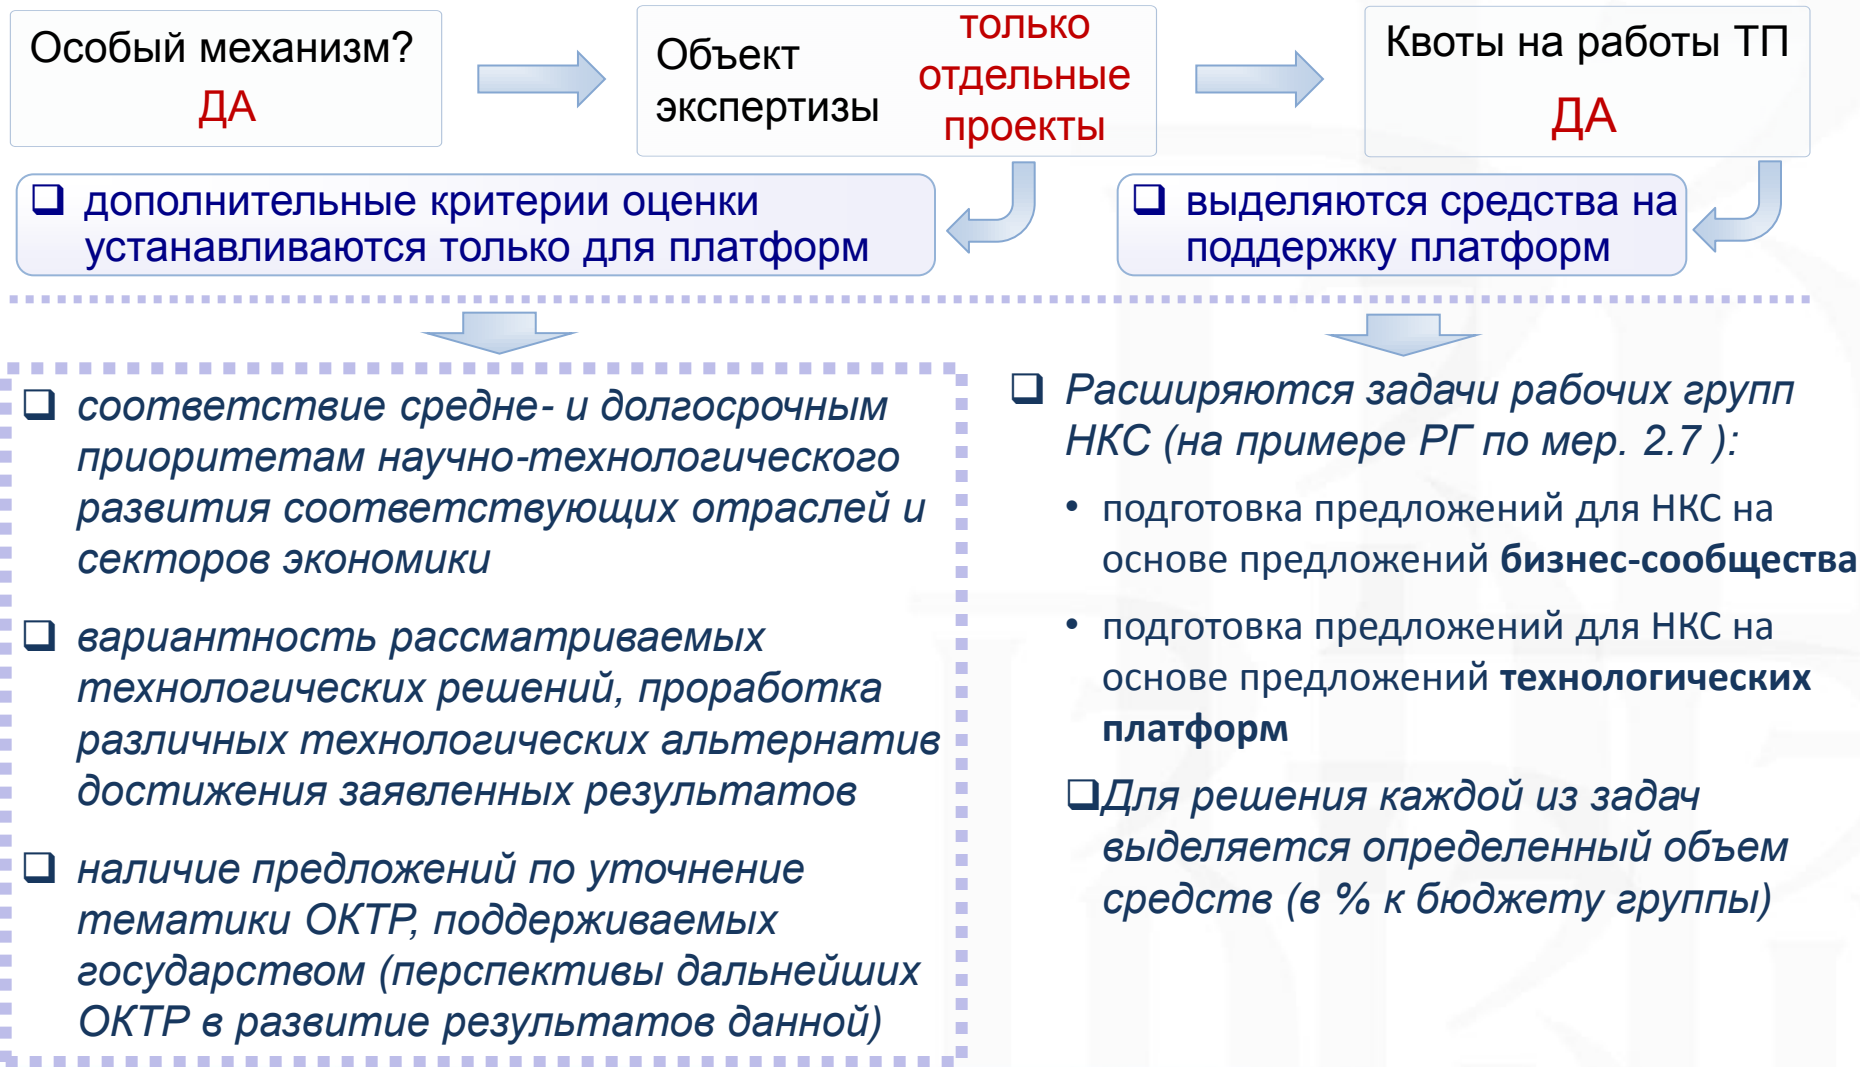 Особый механизм?
ДА
Объект
экспертизы
только
отдельные
проекты
Квоты на работы ТП
ДА
❑ дополнительные критерии оценки
устанавливаются только для платформ
❑ выделяются средства на
поддержку платформ
❑ соответствие средне- и долгосрочным
приоритетам научно-технологического
развития соответствующих отраслей и
секторов экономики
❑ вариантность рассматриваемых
технологических решений, проработка
различных технологических альтернатив
достижения заявленных результатов
❑ наличие предложений по уточнение
тематики ОКТР, поддерживаемых
государством (перспективы дальнейших
ОКТР в развитие результатов данной)
❑ Расширяются задачи рабочих групп
НКС (на примере РГ по мер. 2.7 ):
• подготовка предложений для НКС на
основе предложений бизнес-сообщества
• подготовка предложений для НКС на
основе предложений технологических
платформ
❑Для решения каждой из задач
выделяется определенный объем
средств (в % к бюджету группы)